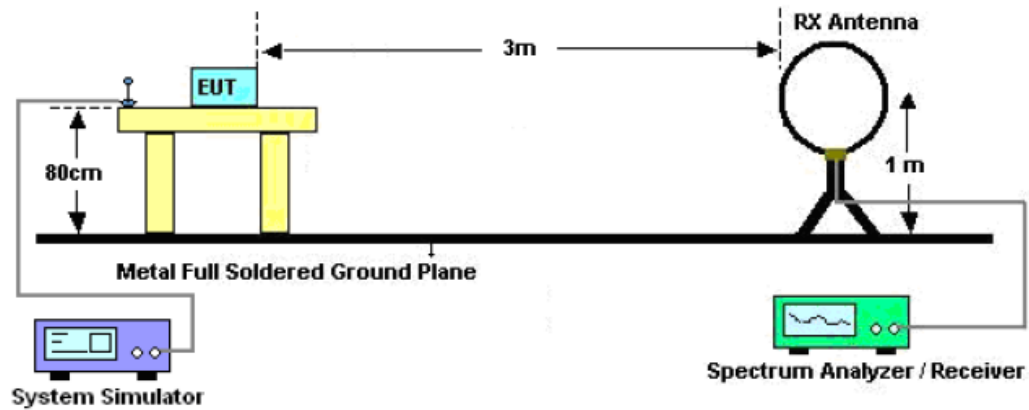 RX Antenna
3m
EUT
80cm
1 m
Metal Full Soldered Ground Plane
System Simulator
Spectrum Analyzer / Receiver